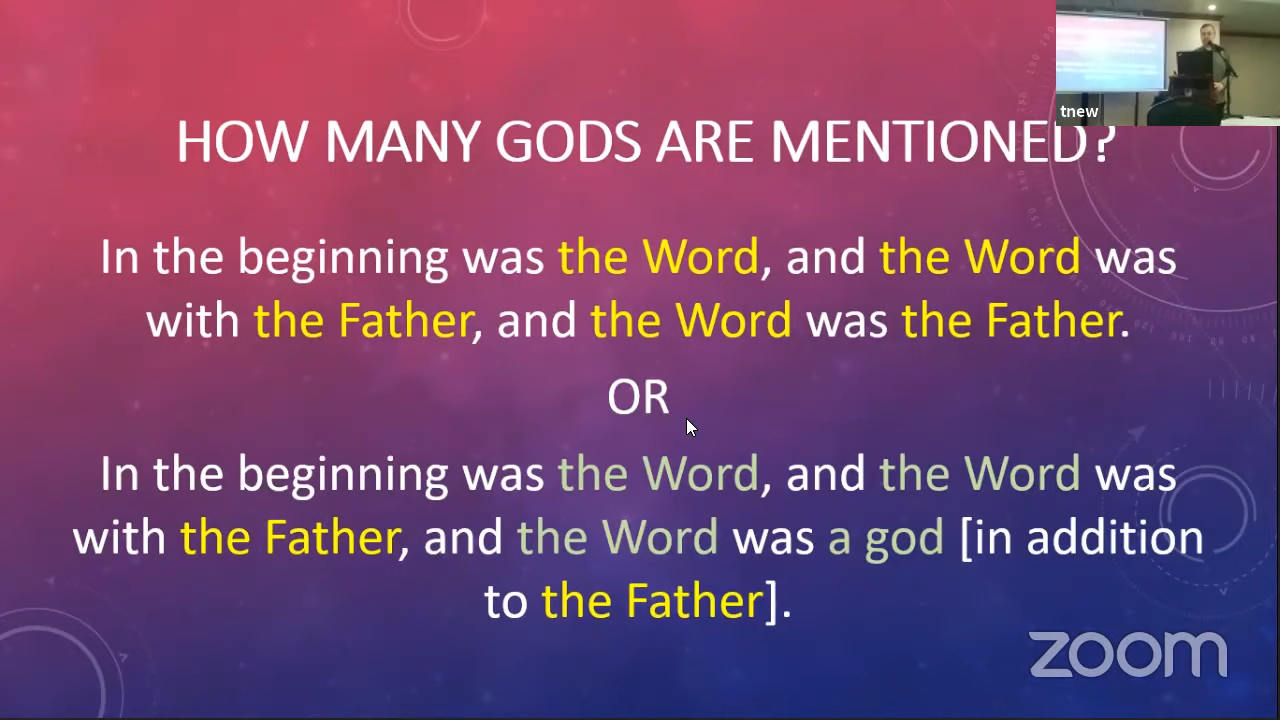 tnew
HOW MANY GODS ARE MENTIONED?
In the beginning was the Word, and the Word was
with the Father, and the Word was the Father.
OR
In the beginning was the Word, and the Word was
with the Father, and the Word was a god [in addition
to the Father].
zoom